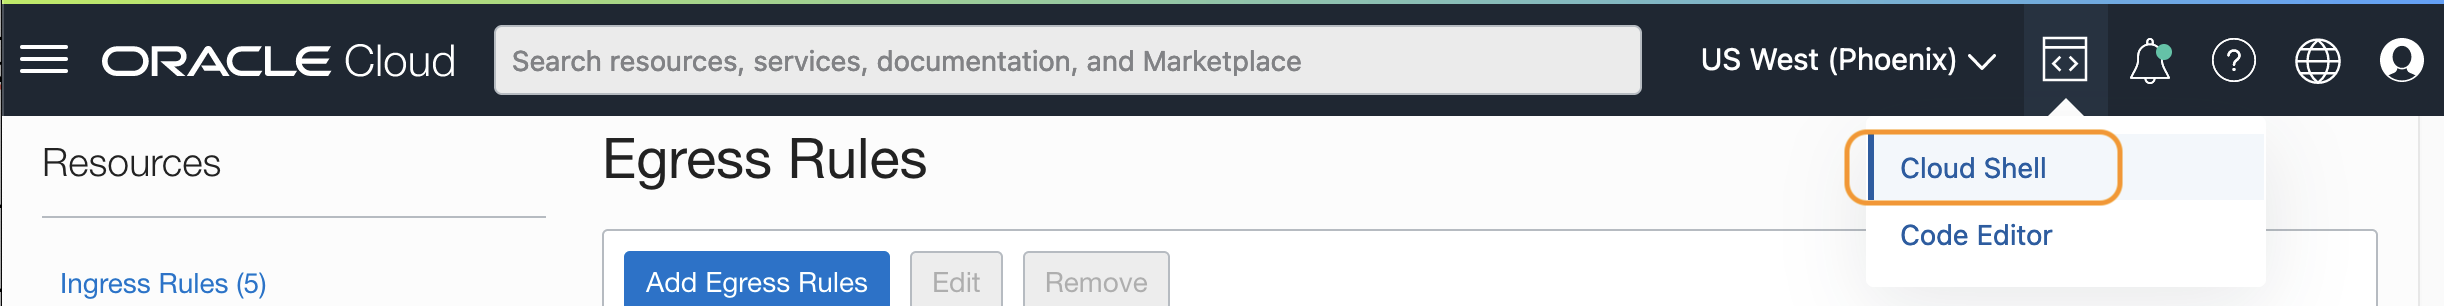 ORACLE Cloud
Search resources, services, documentation, and Marketplace
US West (Phoenix)
?
Resources
Egress Rules
Cloud Shell
Code Editor
Ingress Rules (5)
Add Egress Rules
Edit
Remove